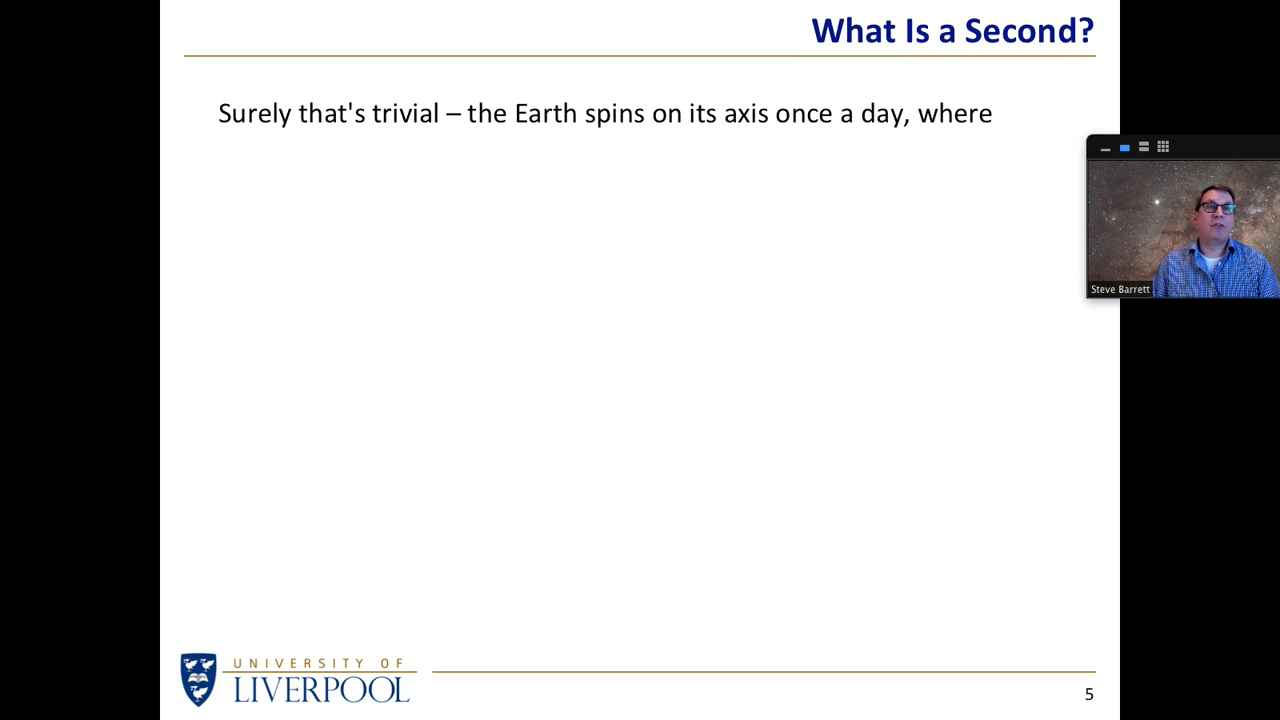 What Is a Second?
Surely that's trivial – the Earth spins on its axis once a day, where
Steve Barrett
UNIVERSITY OF
LIVERPOOL
5